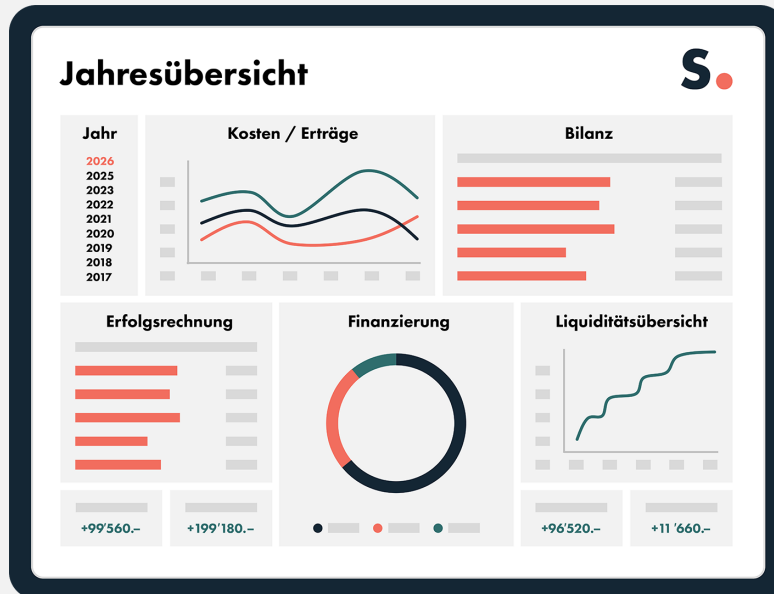 Jahresübersicht
S.
Jahr
2026
2025
2023
2022
2021
2020
2019
2018
2017
Kosten / Erträge
Bilanz
Erfolgsrechnung
Finanzierung
Liquiditätsübersicht
+99'560.–
+199'180.–
+96'520.–
+11 '660.–